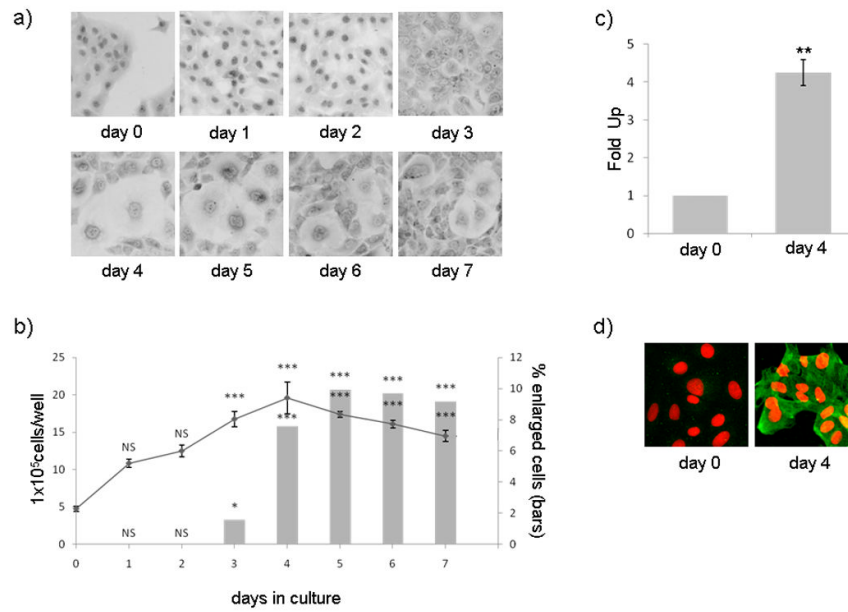 a)
day 0 day 1 day 2 day 3
day 4 day 5 day 6 day 7
b)
1x10⁵cells/well
25
20
15
10
5
0
NS NS *** *** *** *** ***
NS NS * *** *** *** ***
12
10
8
6
4
2
0
% enlarged cells (bars)
0 1 2 3 4 5 6 7
days in culture
c)
Fold Up
5
4
3
2
1
0
**
day 0 day 4
d)
day 0 day 4